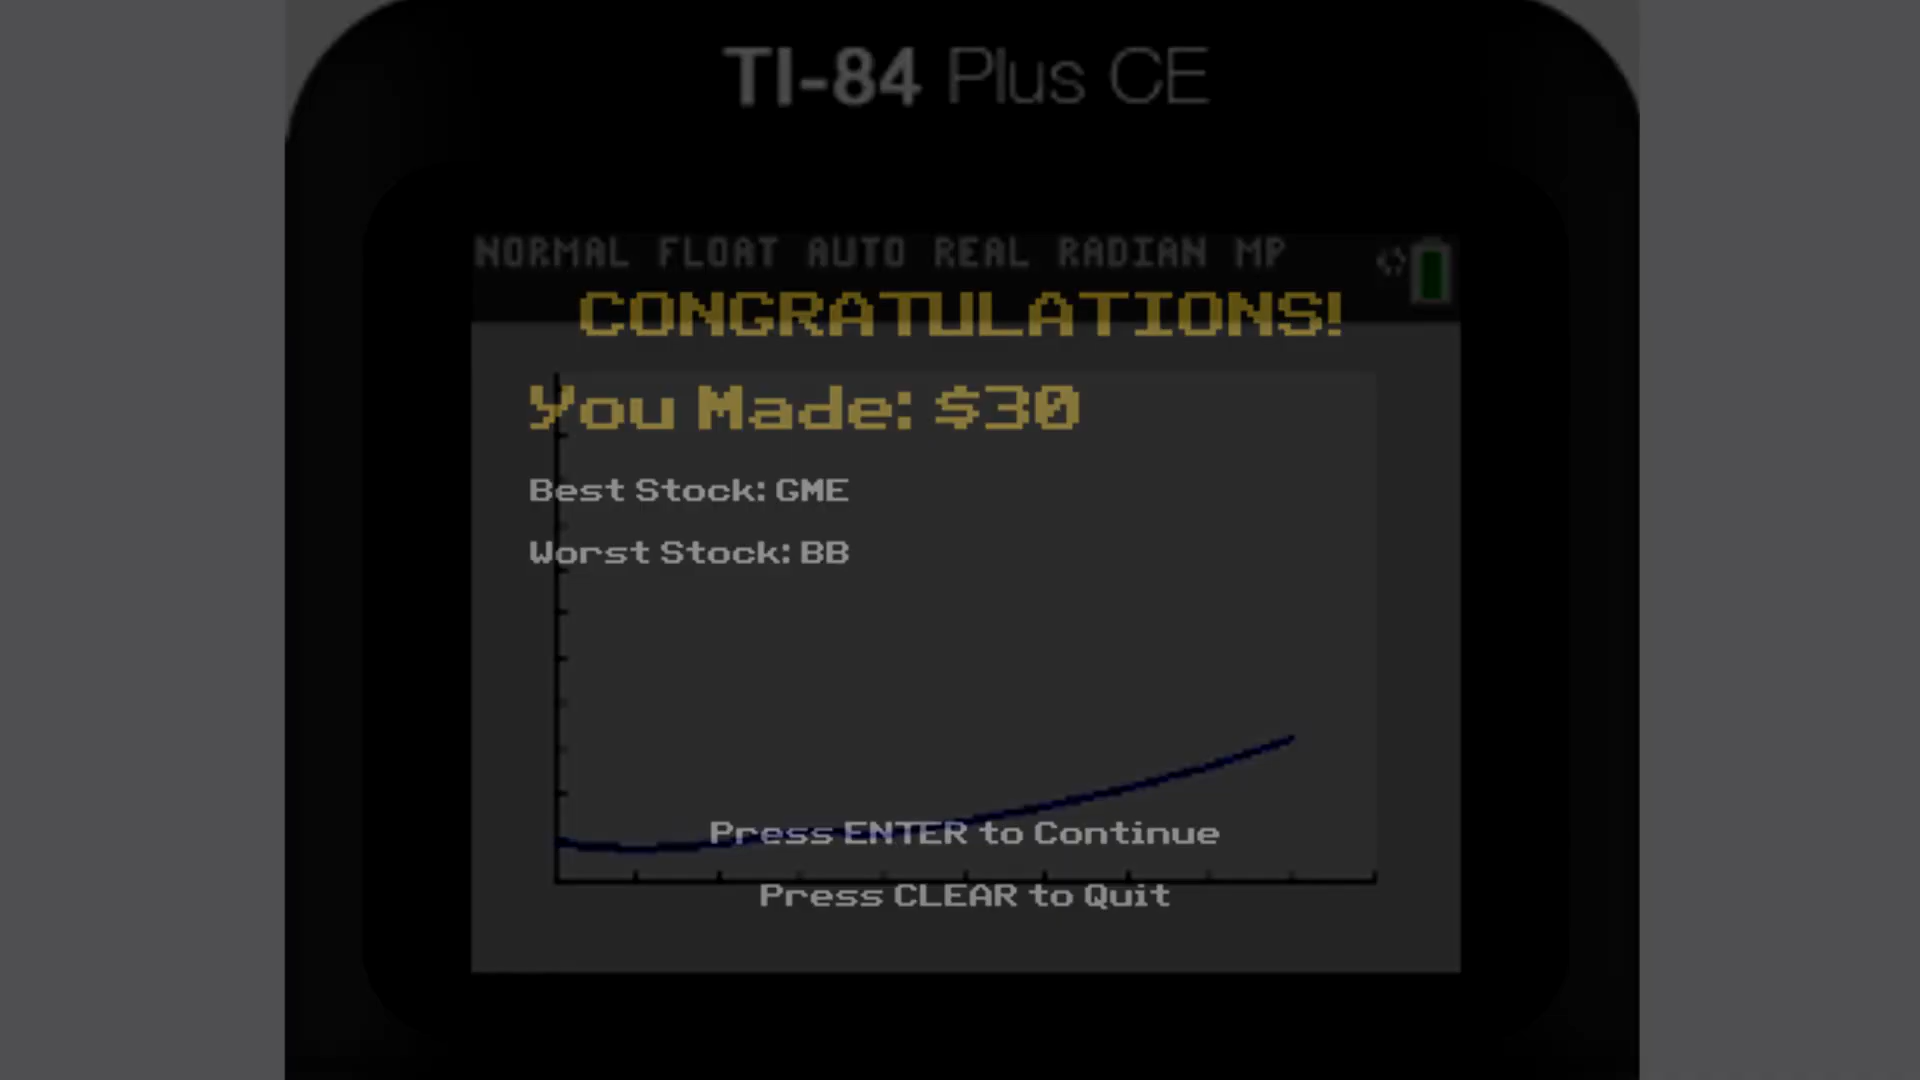 TI-84 Plus CE
NORMAL FLOAT AUTO REAL RADIAN MP
CONGRATULATIONS!
You Made: $30
Best Stock: GME
Worst Stock: BB
Press ENTER to Continue
Press CLEAR to Quit